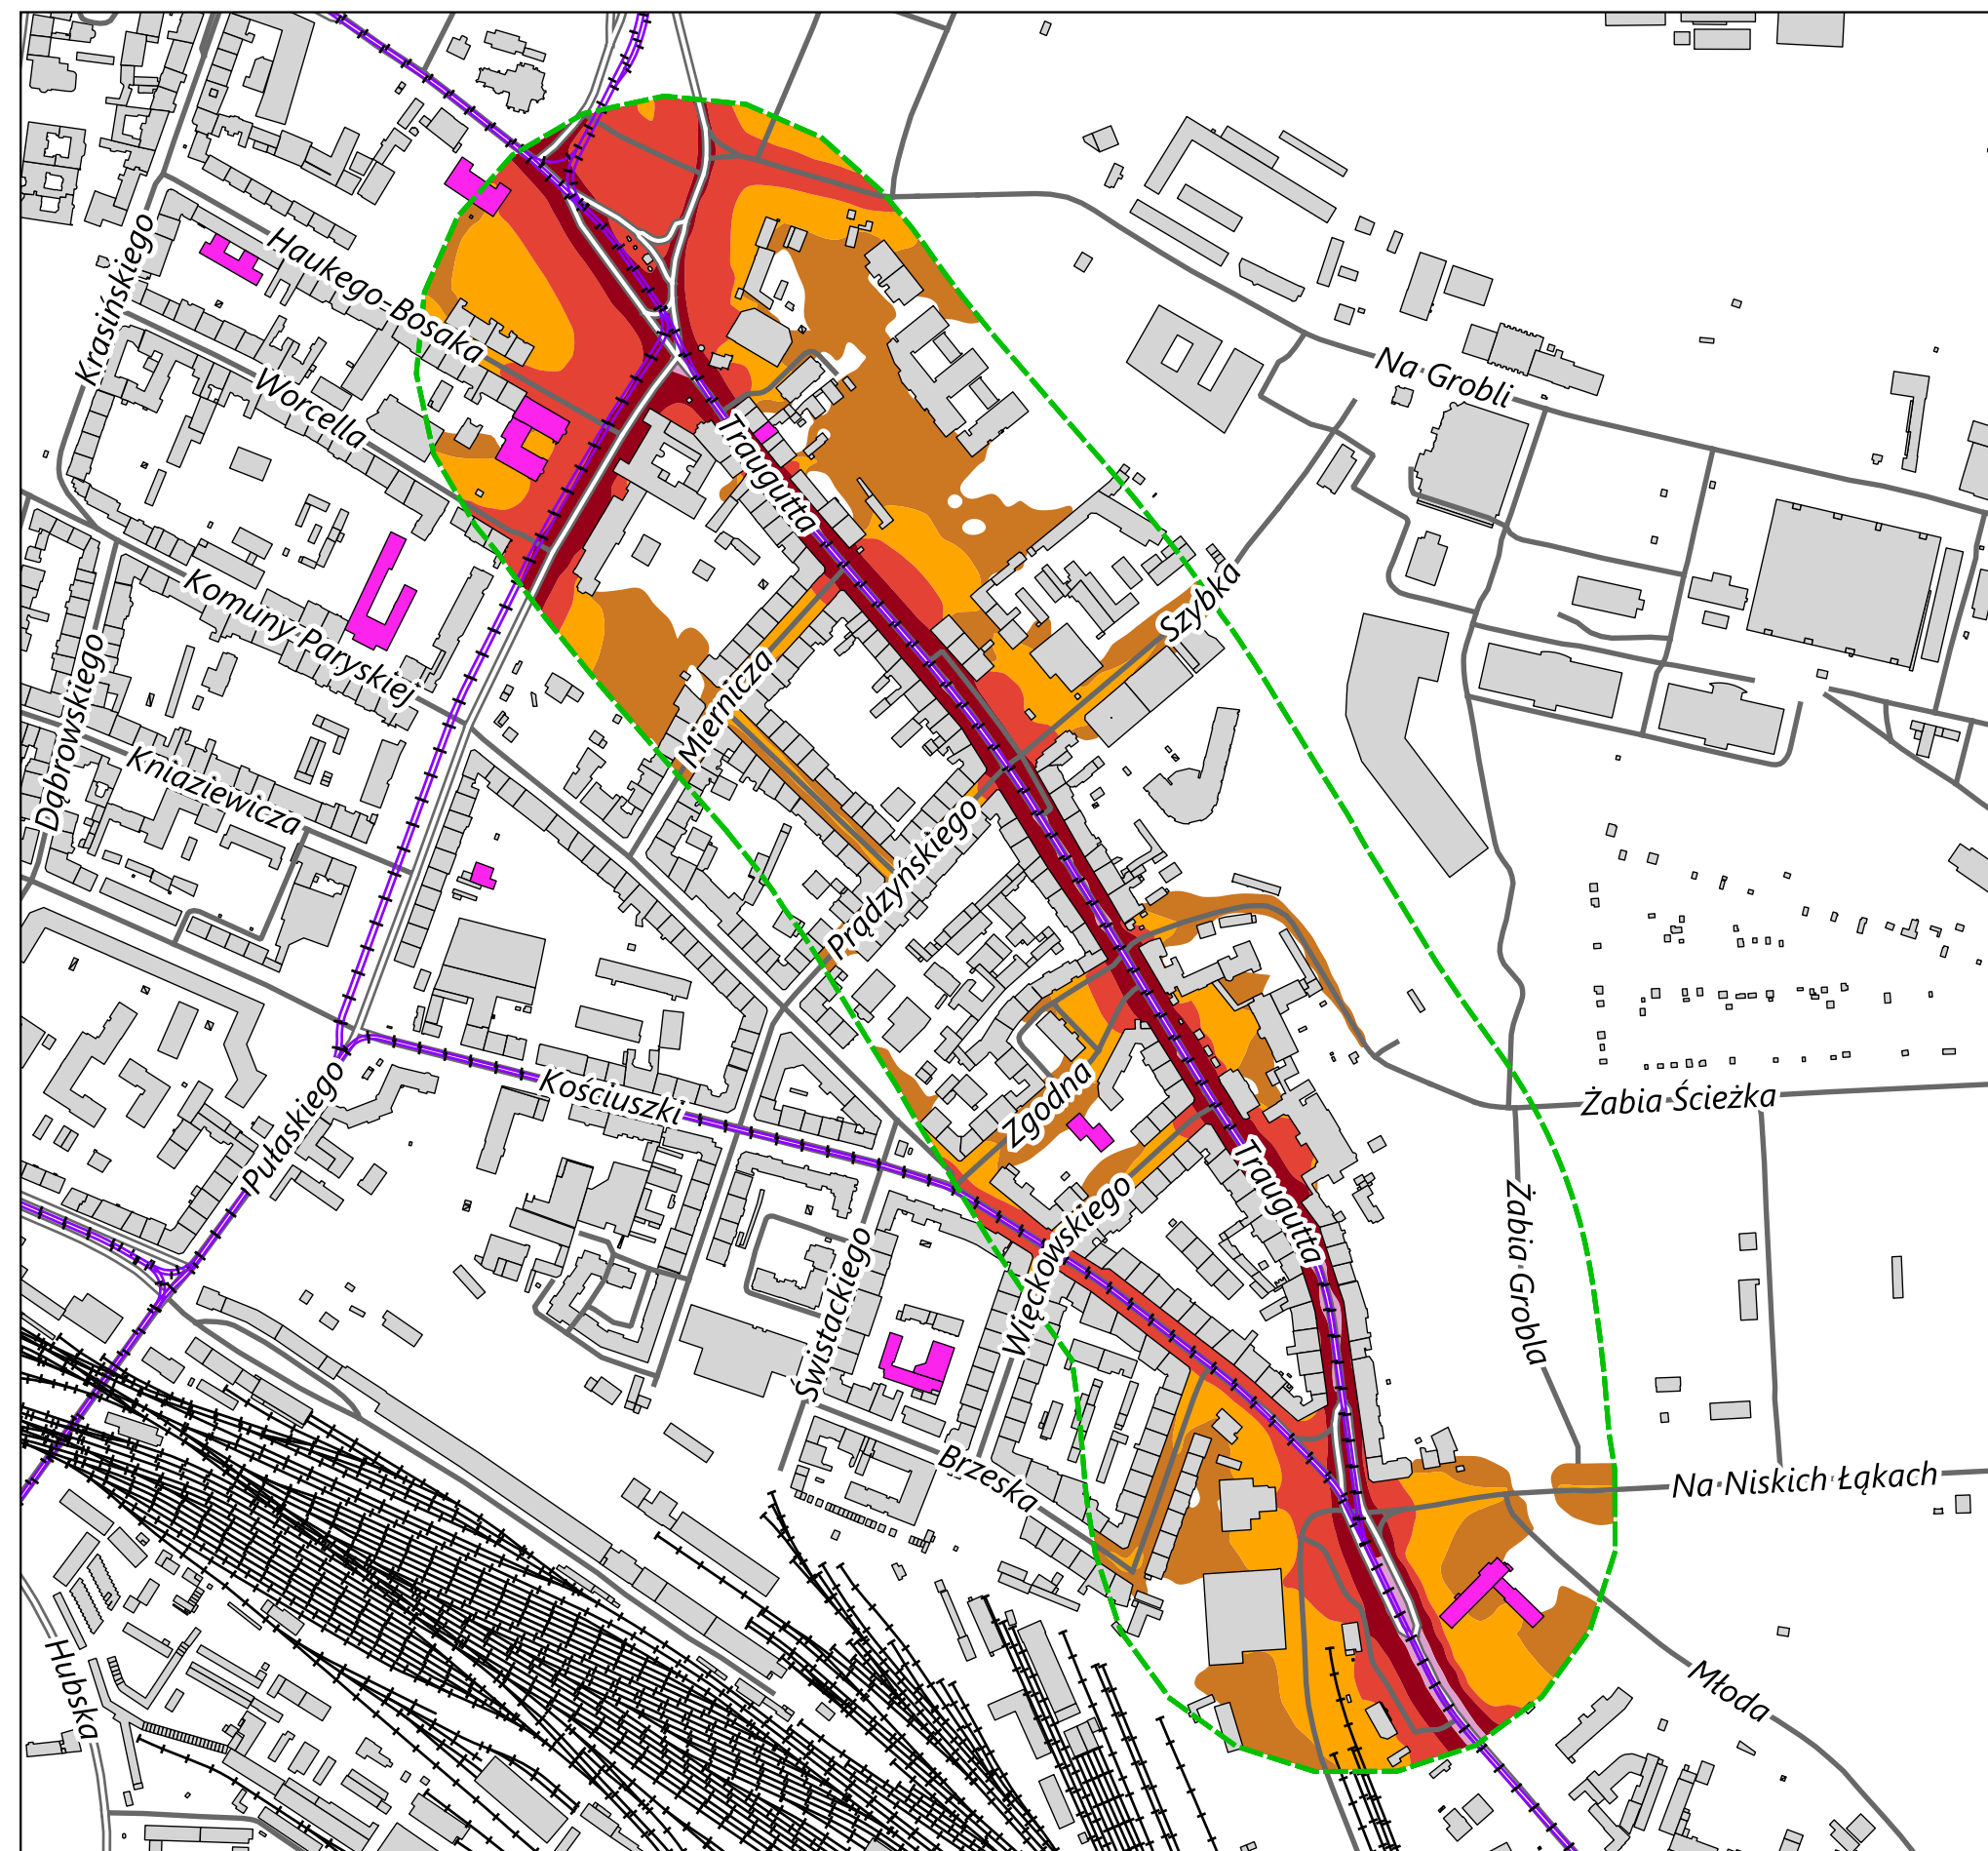 Krasińskiego
Haukego-Bosaka
Worcella
Na Grobli
Traugutta
Komuny Paryskiej
Szybka
Dąbrowskiego
Miernicza
Kniaziewicza
Prądzyńskiego
Kościuszki
Zgodna
Żabia Ścieżka
Pułaskiego
Traugutta
Więckowskiego
Żabia Grobla
Świstackiego
Brzeska
Na Niskich Łąkach
Hubska
Młoda